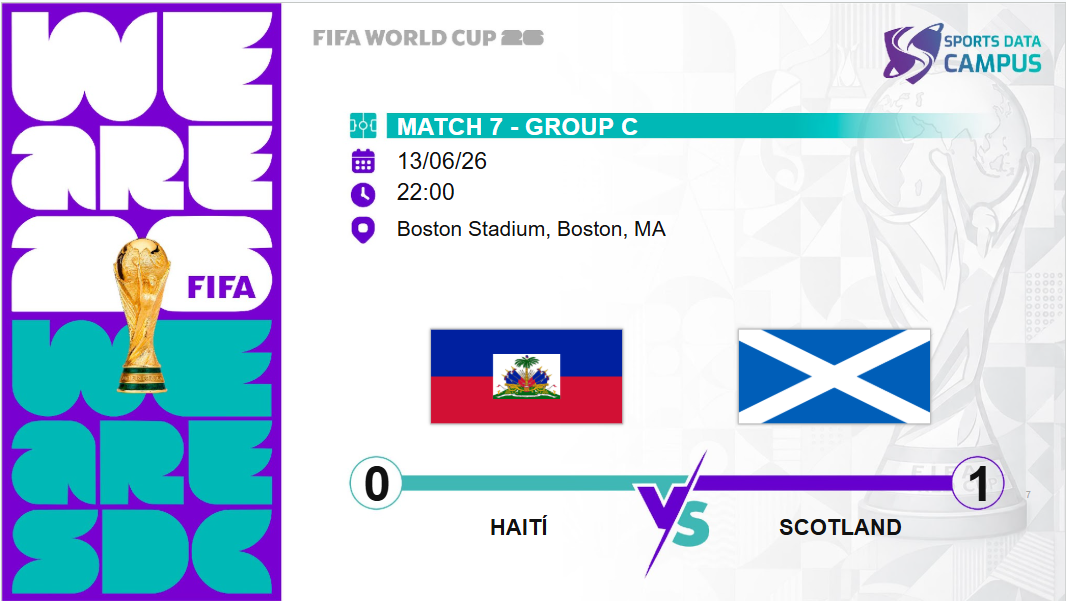 WE
ARE
26
FIFA
WE
ARE
SDC
FIFA WORLD CUP 26
SPORTS DATA
CAMPUS
MATCH 7 - GROUP C
13/06/26
22:00
Boston Stadium, Boston, MA
0
VS
1
HAITÍ
SCOTLAND
7